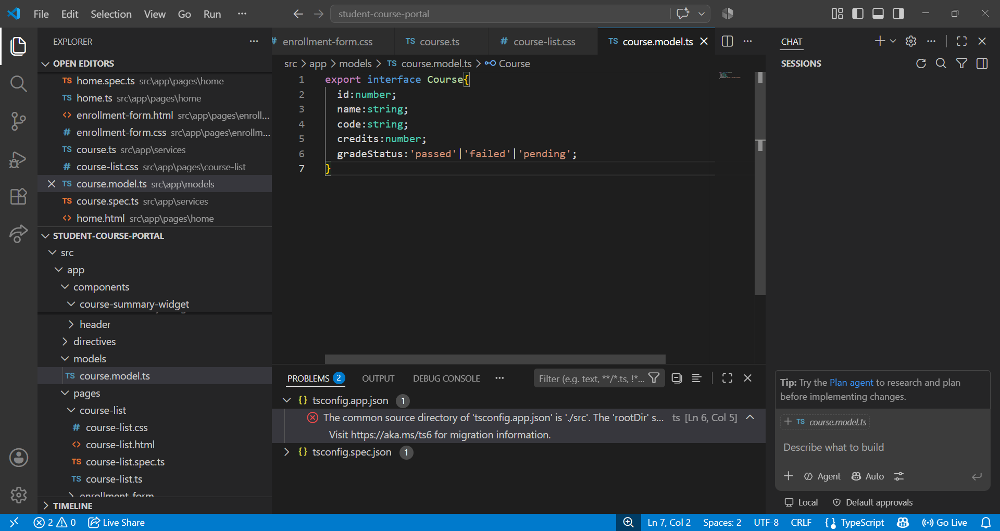 File Edit Selection View Go Run ···
student-course-portal
EXPLORER
OPEN EDITORS
TS home.spec.ts src\app\pages\home
TS home.ts src\app\pages\home
<> enrollment-form.html src\app\pages\enroll...
# enrollment-form.css src\app\pages\enrollm...
TS course.ts src\app\services
# course-list.css src\app\pages\course-list
TS course.model.ts src\app\models
TS course.spec.ts src\app\services
<> home.html src\app\pages\home
STUDENT-COURSE-PORTAL
src
app
components
course-summary-widget
header
directives
models
TS course.model.ts
pages
course-list
# course-list.css
<> course-list.html
TS course-list.spec.ts
TS course-list.ts
enrollment-form
TIMELINE
# enrollment-form.css
TS course.ts
# course-list.css
TS course.model.ts
src > app > models > TS course.model.ts > Course
1 export interface Course{
2 id:number;
3 name:string;
4 code:string;
5 credits:number;
6 gradeStatus:'passed'|'failed'|'pending';
7 }
PROBLEMS 2 OUTPUT DEBUG CONSOLE ···
Filter (e.g. text, **/*.ts, !*...
{} tsconfig.app.json 1
The common source directory of 'tsconfig.app.json' is './src'. The 'rootDir' s... ts [Ln 6, Col 5]
Visit https://aka.ms/ts6 for migration information.
{} tsconfig.spec.json 1
CHAT
SESSIONS
Tip: Try the Plan agent to research and plan
before implementing changes.
+ TS course.model.ts
Describe what to build
Agent Auto
Local Default approvals
2 0 Live Share
Ln 7, Col 2 Spaces: 2 UTF-8 CRLF {} TypeScript Go Live